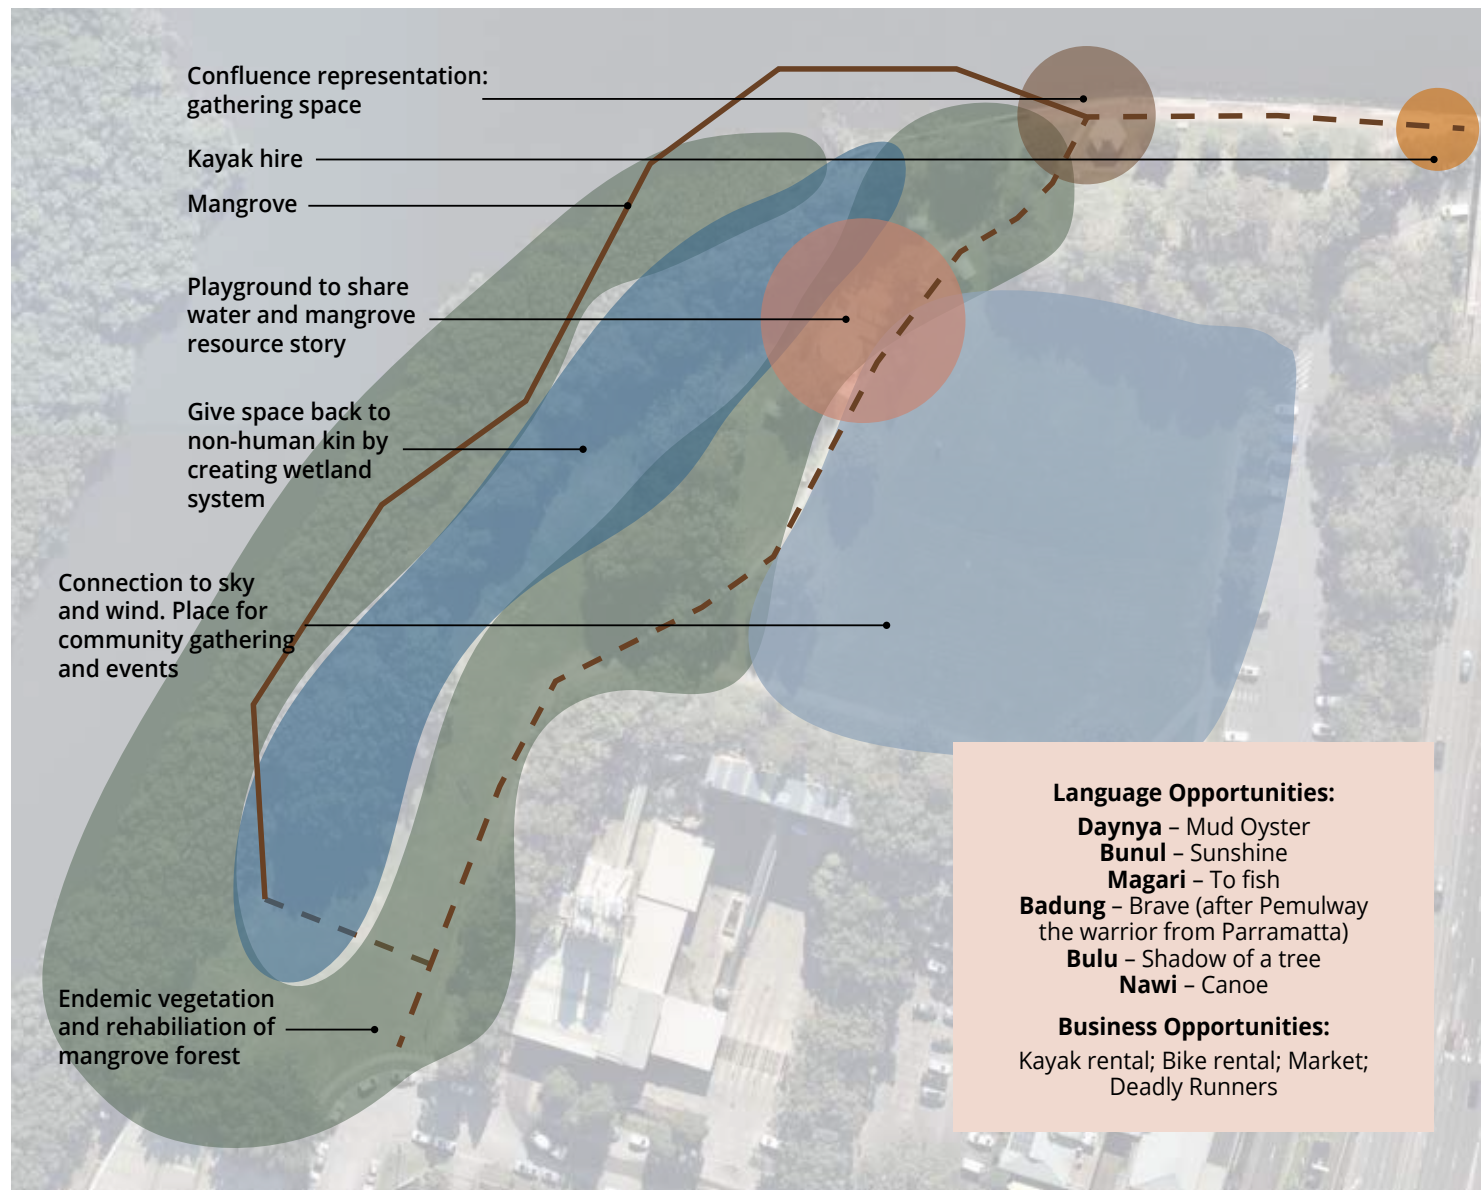 Confluence representation:
gathering space
Kayak hire
Mangrove
Playground to share
water and mangrove
resource story
Give space back to
non-human kin by
creating wetland
system
Connection to sky
and wind. Place for
community gathering
and events
Endemic vegetation
and rehabiliation of
mangrove forest
Language Opportunities:
Daynya – Mud Oyster
Bunul – Sunshine
Magari – To fish
Badung – Brave (after Pemulway
the warrior from Parramatta)
Bulu – Shadow of a tree
Nawi – Canoe
Business Opportunities:
Kayak rental; Bike rental; Market;
Deadly Runners